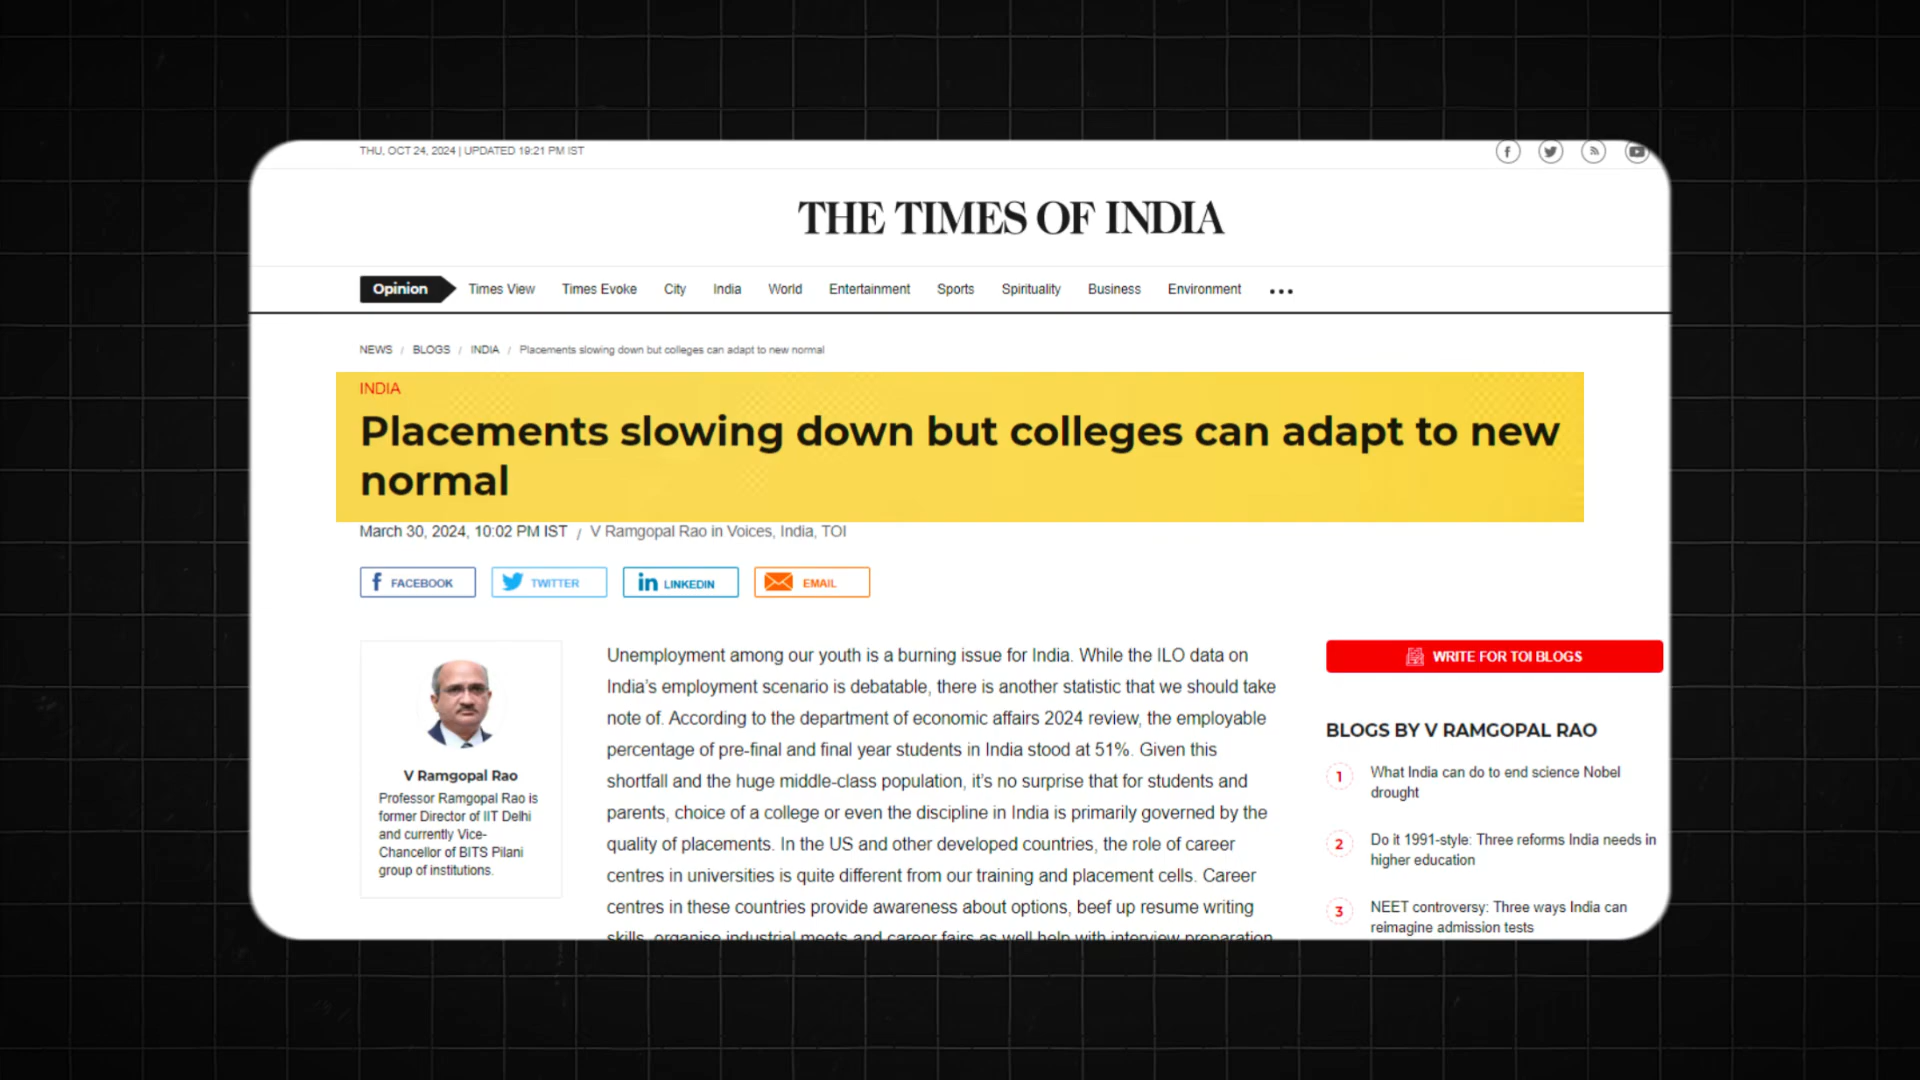 THU, OCT 24, 2024 | UPDATED 19:21 PM IST
THE TIMES OF INDIA
Opinion Times View Times Evoke City India World Entertainment Sports Spirituality Business Environment
NEWS / BLOGS / INDIA / Placements slowing down but colleges can adapt to new normal
INDIA
Placements slowing down but colleges can adapt to new
normal
March 30, 2024, 10:02 PM IST / V Ramgopal Rao in Voices, India, TOI
FACEBOOK TWITTER LINKEDIN EMAIL
V Ramgopal Rao
Professor Ramgopal Rao is
former Director of IIT Delhi
and currently Vice-
Chancellor of BITS Pilani
group of institutions.
Unemployment among our youth is a burning issue for India. While the ILO data on
India's employment scenario is debatable, there is another statistic that we should take
note of. According to the department of economic affairs 2024 review, the employable
percentage of pre-final and final year students in India stood at 51%. Given this
shortfall and the huge middle-class population, it's no surprise that for students and
parents, choice of a college or even the discipline in India is primarily governed by the
quality of placements. In the US and other developed countries, the role of career
centres in universities is quite different from our training and placement cells. Career
centres in these countries provide awareness about options, beef up resume writing
skills, organise industrial meets and career fairs as well help with interview preparation
WRITE FOR TOI BLOGS
BLOGS BY V RAMGOPAL RAO
1 What India can do to end science Nobel
drought
2 Do it 1991-style: Three reforms India needs in
higher education
3 NEET controversy: Three ways India can
reimagine admission tests